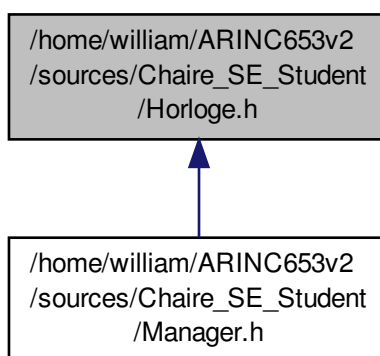 /home/william/ARINC653v2
/sources/Chaire_SE_Student
/Horloge.h
/home/william/ARINC653v2
/sources/Chaire_SE_Student
/Manager.h